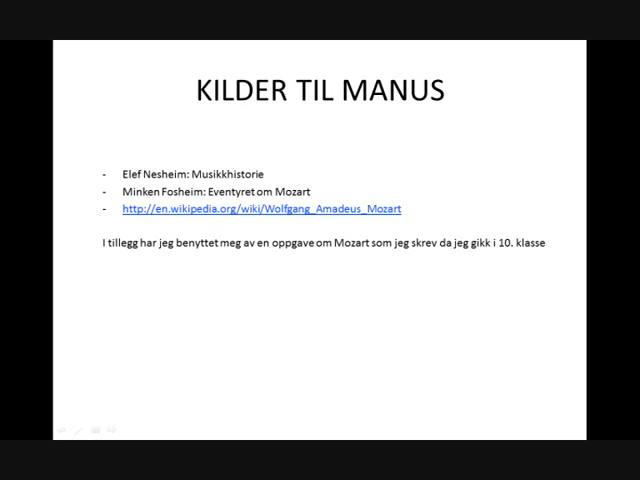 KILDER TIL MANUS
- Elef Nesheim: Musikkhistorie
- Minken Fosheim: Eventyret om Mozart
- http://en.wikipedia.org/wiki/Wolfgang_Amadeus_Mozart
I tillegg har jeg benyttet meg av en oppgave om Mozart som jeg skrev da jeg gikk i 10. klasse